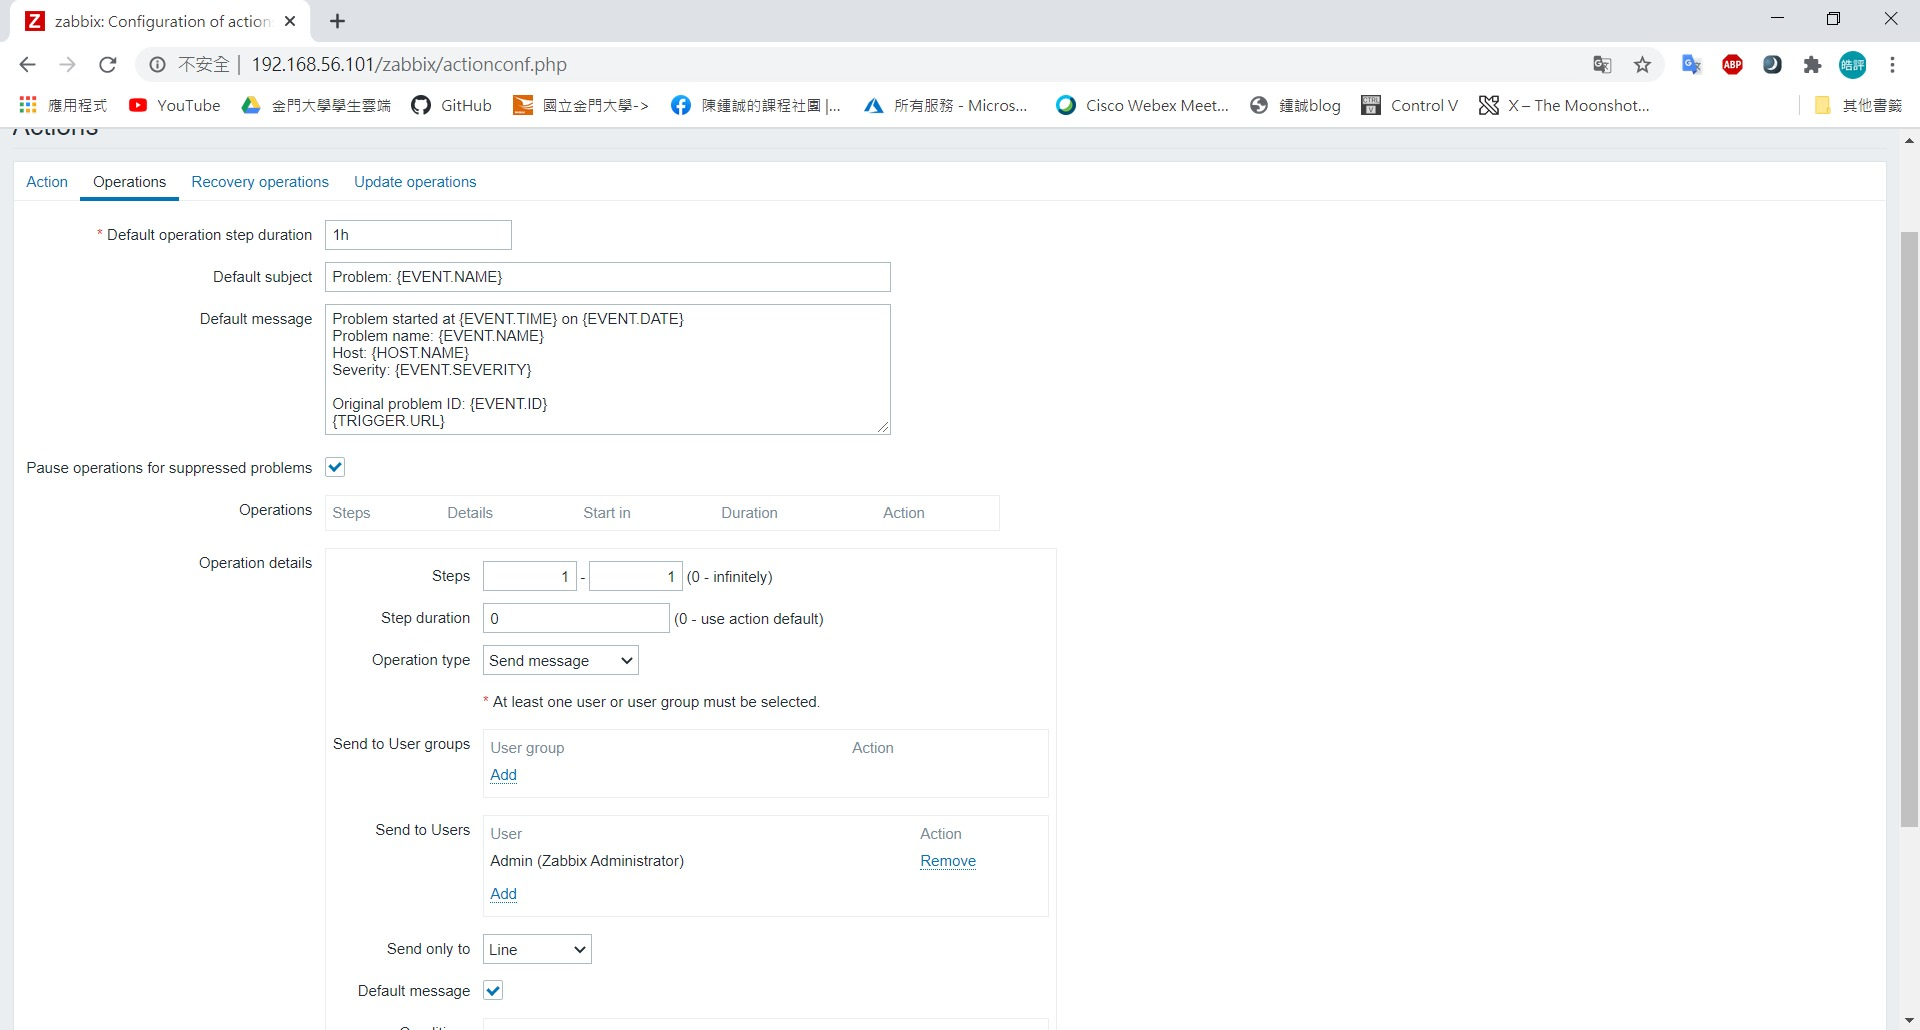 zabbix: Configuration of action
不安全 | 192.168.56.101/zabbix/actionconf.php
ABP
皓評
應用程式 YouTube 金門大學學生雲端 GitHub 國立金門大學-> 陳鍾誠的課程社團 |... 所有服務 - Micros... Cisco Webex Meet... 鍾誠blog Control V X – The Moonshot... 其他書籤
Actions
Action Operations Recovery operations Update operations
* Default operation step duration 1h
Default subject Problem: {EVENT.NAME}
Default message Problem started at {EVENT.TIME} on {EVENT.DATE}
Problem name: {EVENT.NAME}
Host: {HOST.NAME}
Severity: {EVENT.SEVERITY}
Original problem ID: {EVENT.ID}
{TRIGGER.URL}
Pause operations for suppressed problems
Operations Steps Details Start in Duration Action
Operation details
Steps 1 - 1 (0 - infinitely)
Step duration 0 (0 - use action default)
Operation type Send message
* At least one user or user group must be selected.
Send to User groups User group Action
Add
Send to Users User Action
Admin (Zabbix Administrator) Remove
Add
Send only to Line
Default message